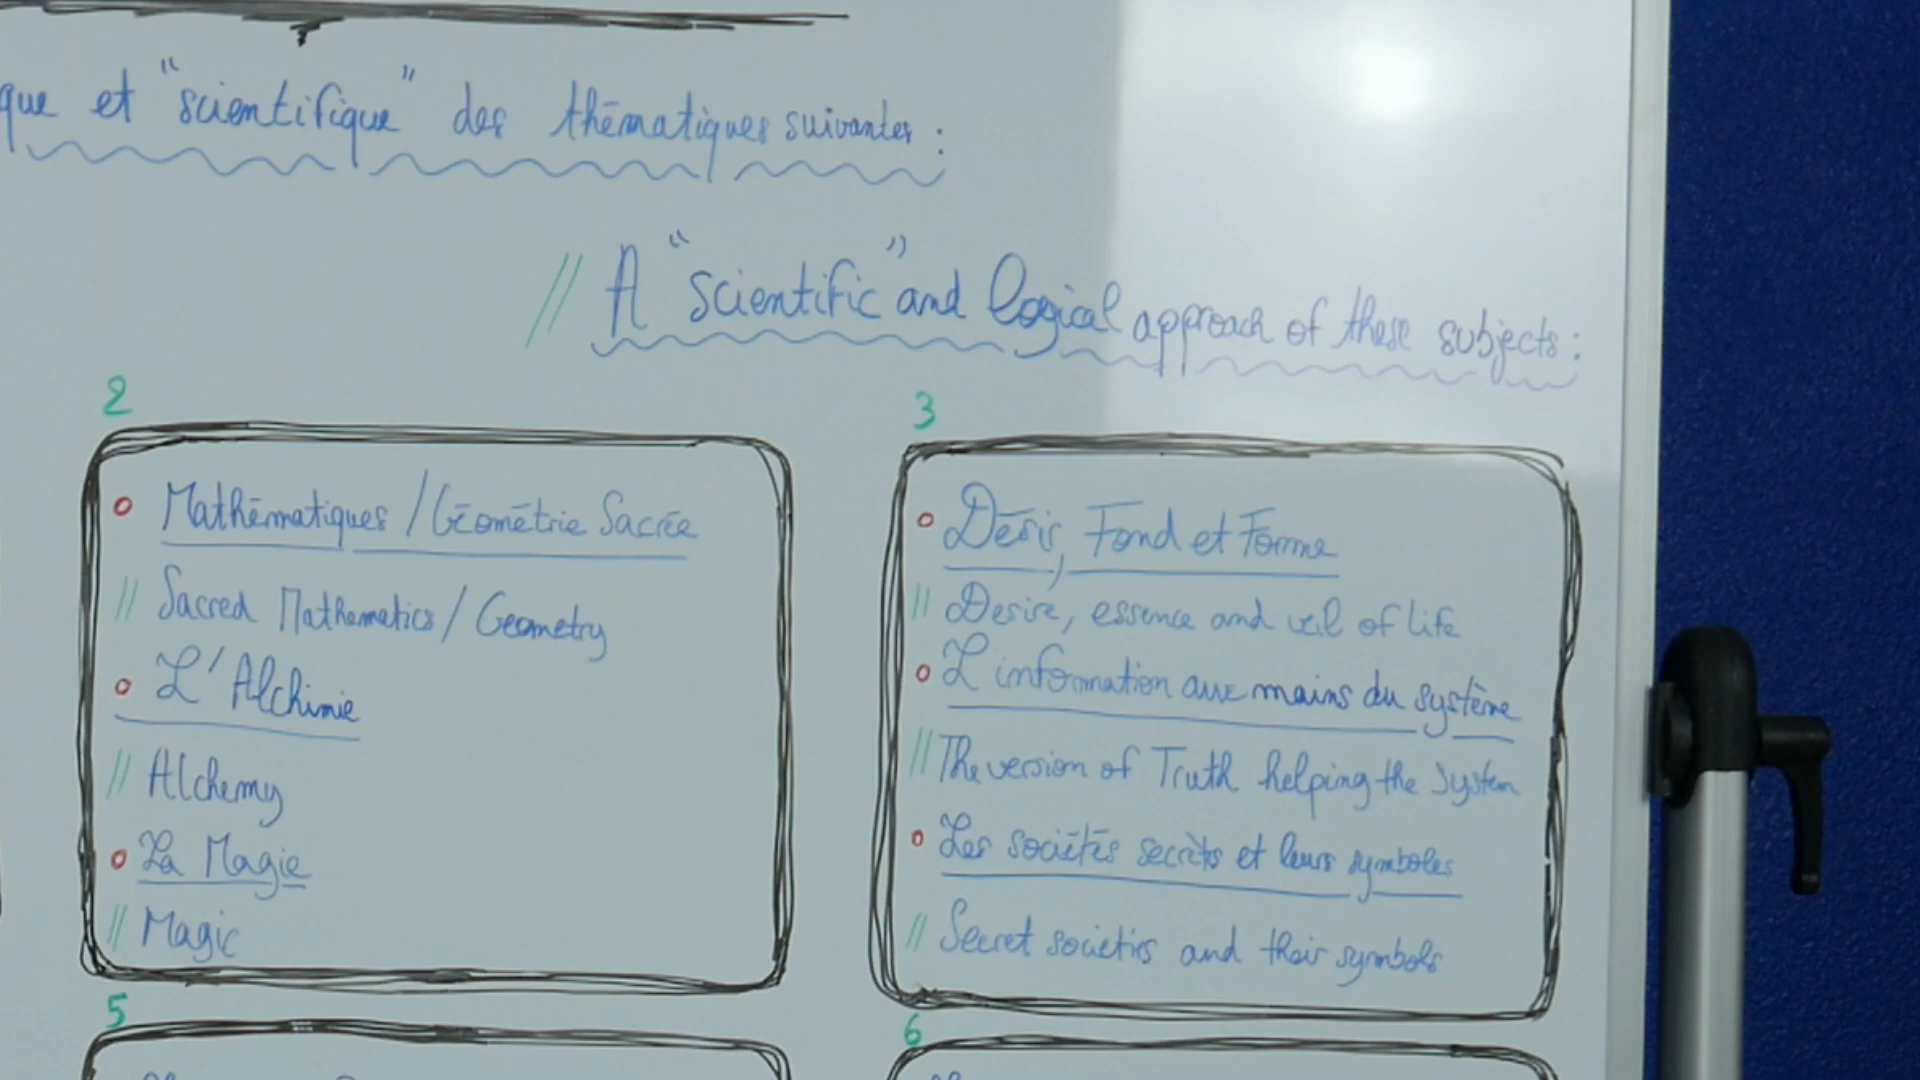 que et "scientifique" des thématiques suivantes :
// A "scientific" and logical approach of these subjects :
2
o Mathématiques / Géométrie Sacrée
// Sacred Mathematics / Geometry
o L'Alchimie
// Alchemy
o La Magie
// Magic
3
o Désir, Fond et Forme
// Desire, essence and veil of life
o L'information aux mains du système
// The version of Truth helping the system
o Les sociétés secrèts et leurs symboles
// Secret societies and their symbols
5
6